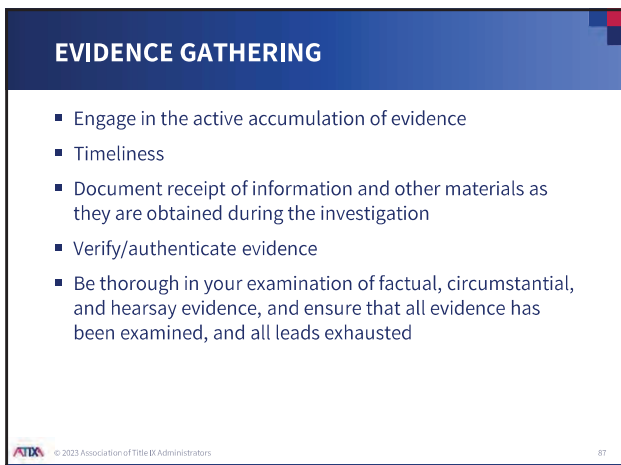 EVIDENCE GATHERING
▪ Engage in the active accumulation of evidence
▪ Timeliness
▪ Document receipt of information and other materials as
they are obtained during the investigation
▪ Verify/authenticate evidence
▪ Be thorough in your examination of factual, circumstantial,
and hearsay evidence, and ensure that all evidence has
been examined, and all leads exhausted
ATIXA © 2023 Association of Title IX Administrators 87